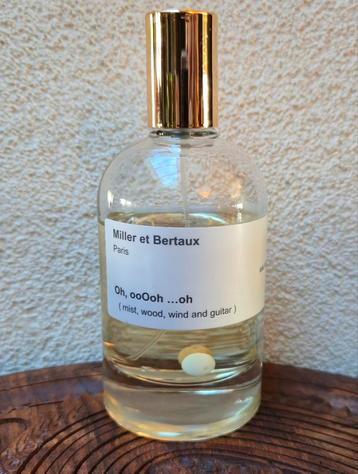 Miller et Bertaux
Paris
Oh, ooOoh ...oh
( mist, wood, wind and guitar )